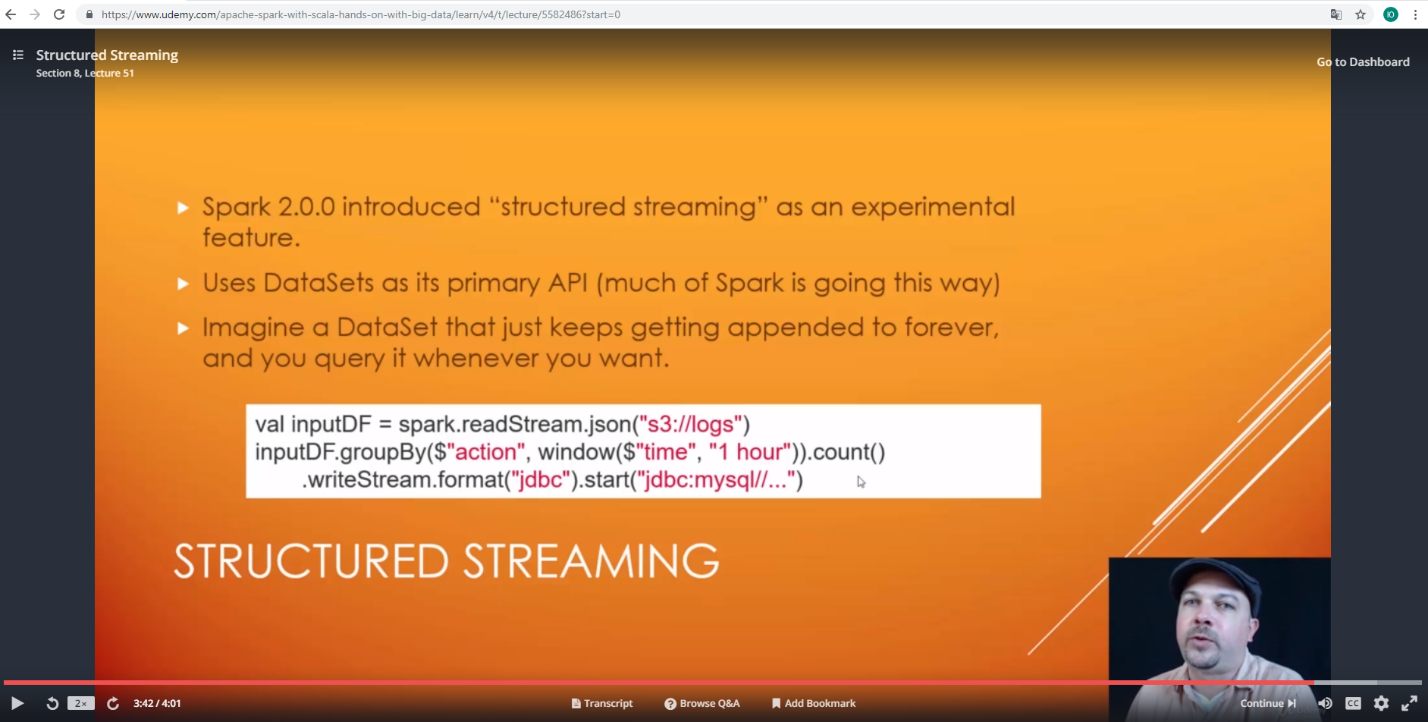 https://www.udemy.com/apache-spark-with-scala-hands-on-with-big-data/learn/v4/t/lecture/5582486?start=0
IO
Structured Streaming
Section 8, Lecture 51
Go to Dashboard
Spark 2.0.0 introduced “structured streaming” as an experimental
feature.
Uses DataSets as its primary API (much of Spark is going this way)
Imagine a DataSet that just keeps getting appended to forever,
and you query it whenever you want.
val inputDF = spark.readStream.json("s3://logs")
inputDF.groupBy($"action", window($"time", "1 hour")).count()
.writeStream.format("jdbc").start("jdbc:mysql//...")
STRUCTURED STREAMING
2×
3:42 / 4:01
Transcript
Browse Q&A
Add Bookmark
Continue
CC